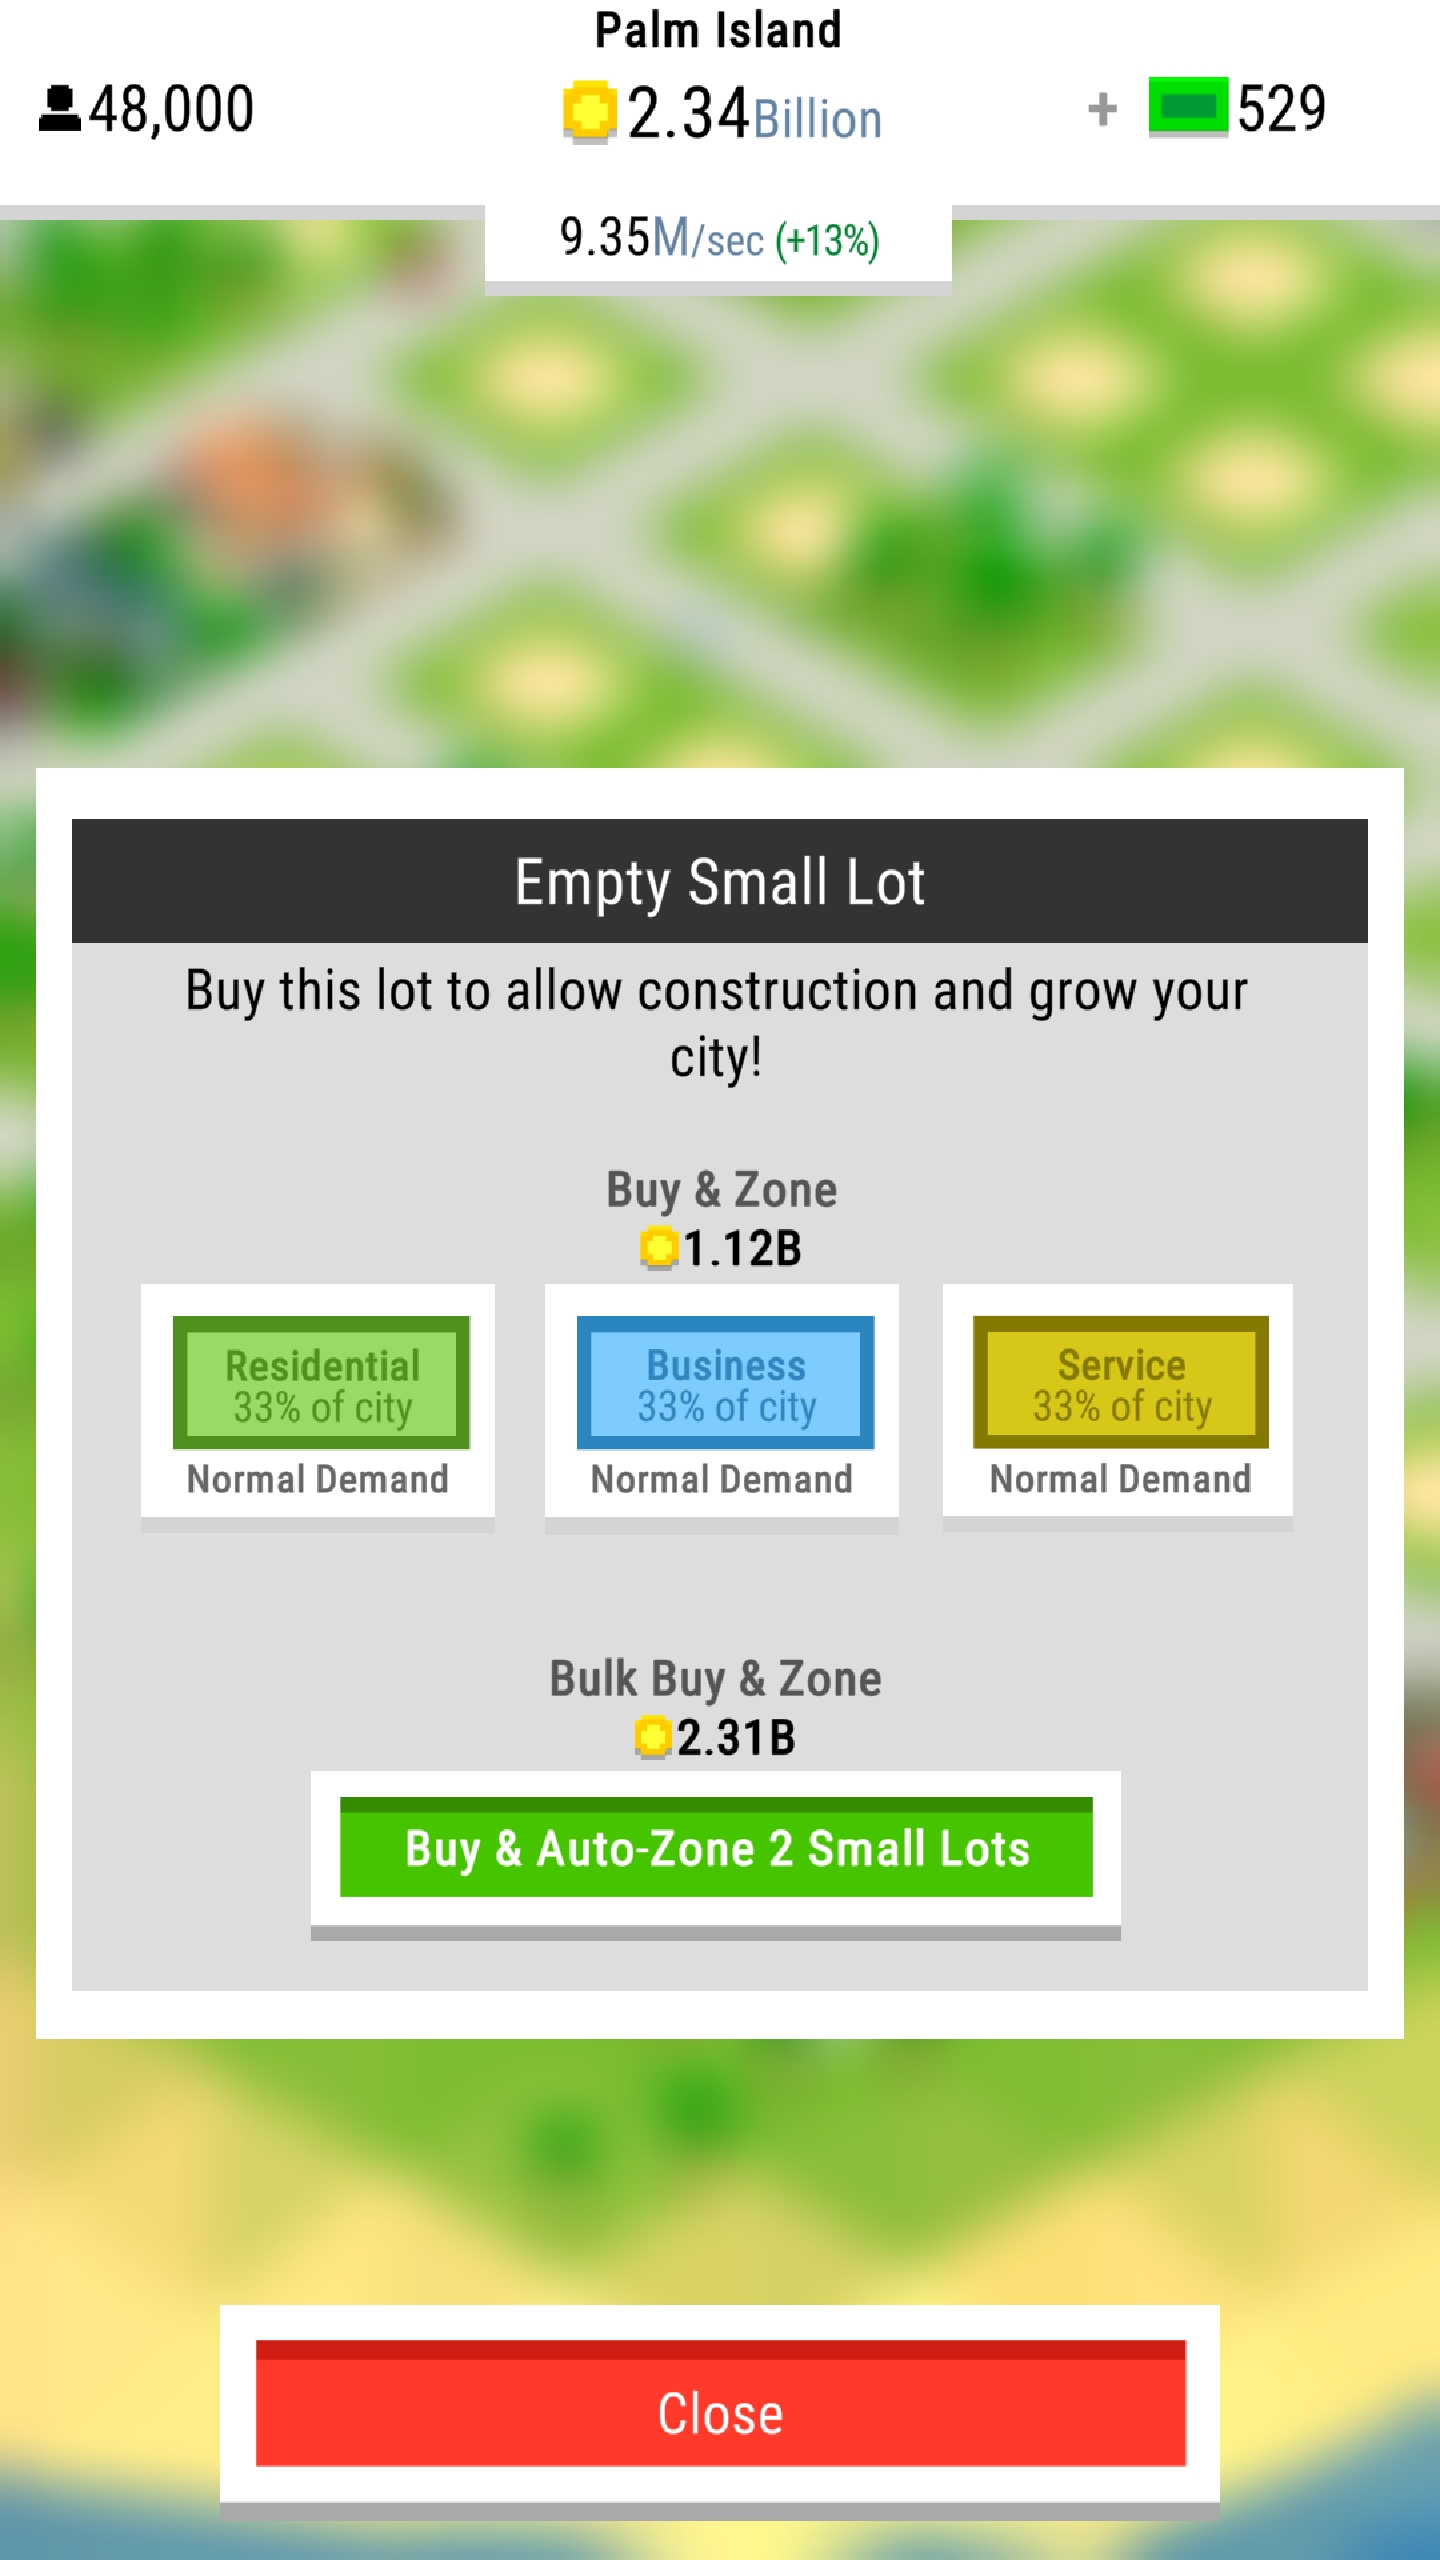 Palm Island
48,000
2.34Billion
+ 529
9.35M/sec (+13%)
Empty Small Lot
Buy this lot to allow construction and grow your
city!
Buy & Zone
1.12B
Residential
33% of city
Normal Demand
Business
33% of city
Normal Demand
Service
33% of city
Normal Demand
Bulk Buy & Zone
2.31B
Buy & Auto-Zone 2 Small Lots
Close